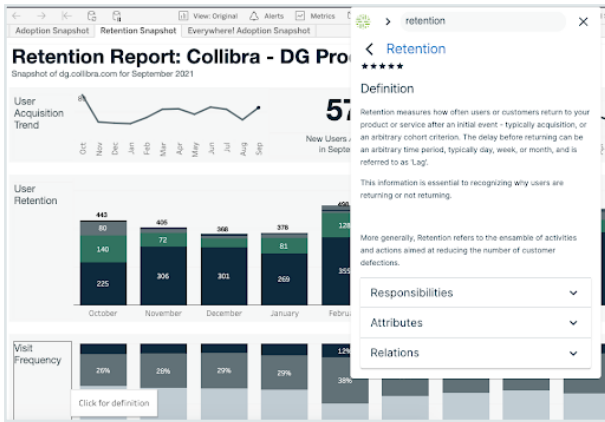 View: Original
Alerts
Metrics
Adoption Snapshot
Retention Snapshot
Everywhere! Adoption Snapshot
Retention Report: Collibra - DG Pro
Snapshot of dg.collibra.com for September 2021
User
Acquisition
Trend
Oct
Nov
Dec
Jan
Feb
Mar
Apr
May
Jun
Jul
Aug
Sep
57
New Users
in Septe
User
Retention
443
80
140
225
October
405
72
306
November
368
301
December
378
81
269
January
498
128
355
Februa
Visit
Frequency
26%
28%
29%
29%
12%
38%
Click for definition
retention
Retention
★★★★★
Definition
Retention measures how often users or customers return to your
product or service after an initial event - typically acquisition, or
an arbitrary cohort criterion. The delay before returning can be
an arbitrary time period, typically day, week, or month, and is
referred to as 'Lag'.
This information is essential to recognizing why users are
returning or not returning.
More generally, Retention refers to the ensamble of activities
and actions aimed at reducing the number of customer
defections.
Responsibilities
Attributes
Relations